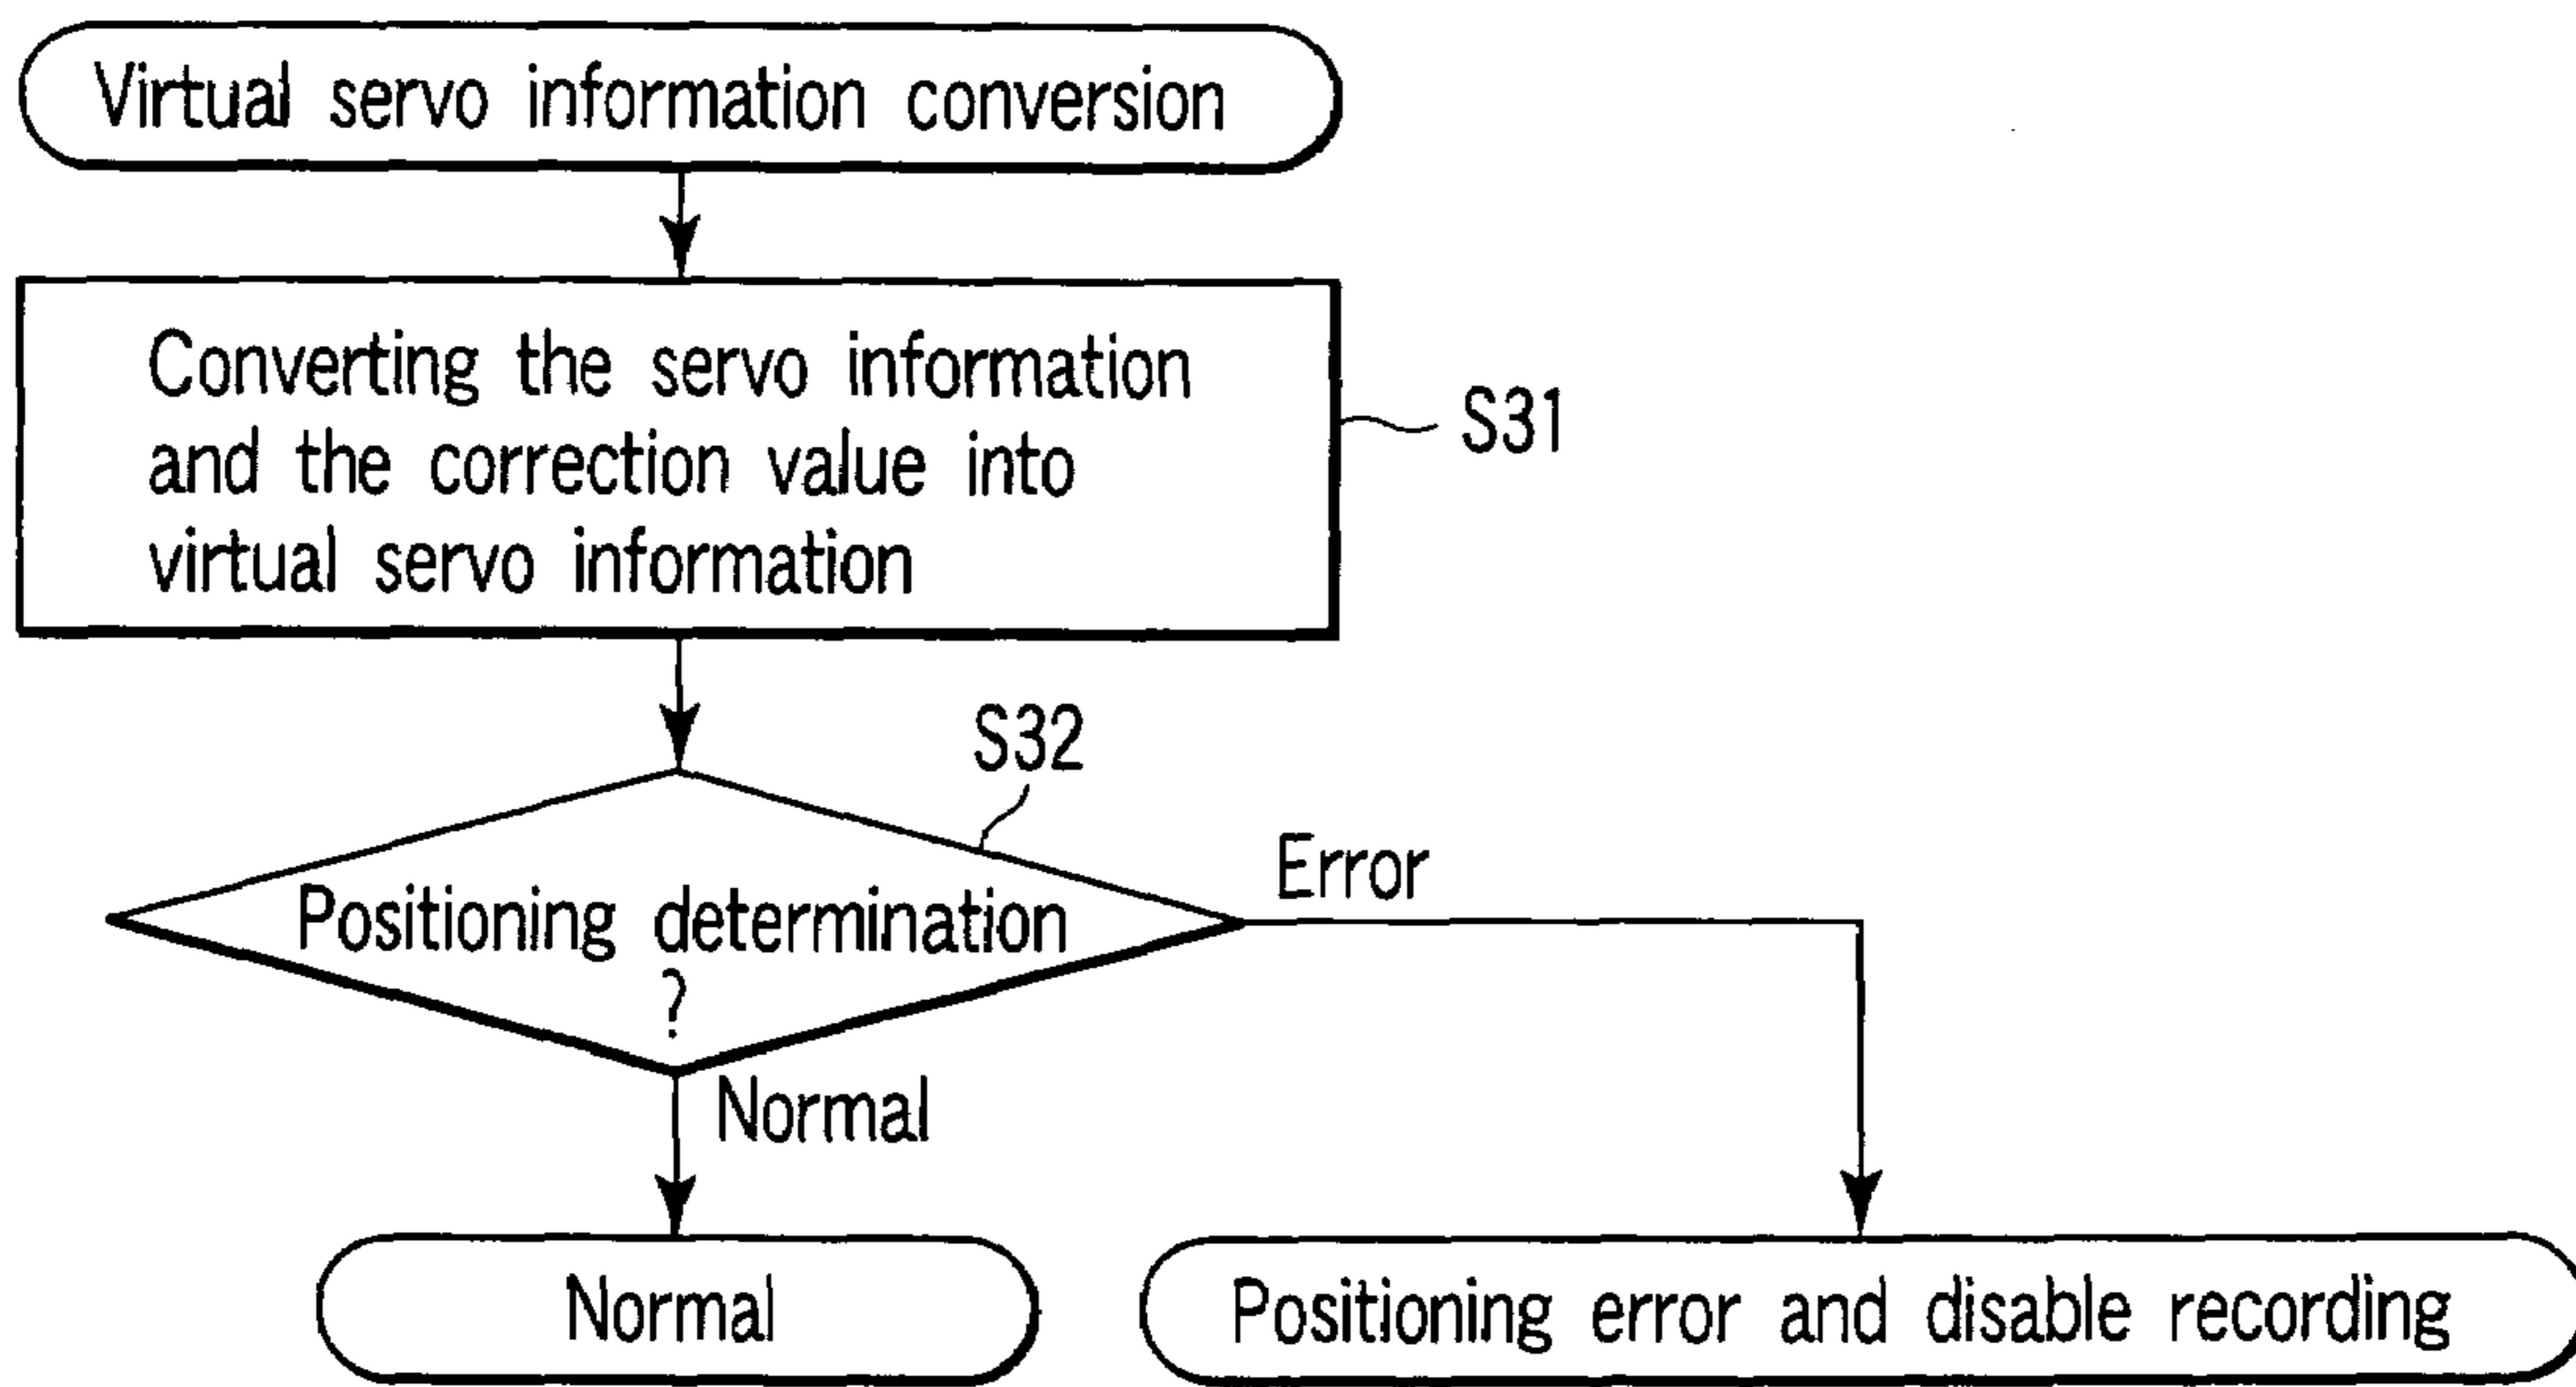 Virtual servo information conversion
Converting the servo information
and the correction value into
virtual servo information
S31
S32
Positioning determination
?
Error
Normal
Normal
Positioning error and disable recording